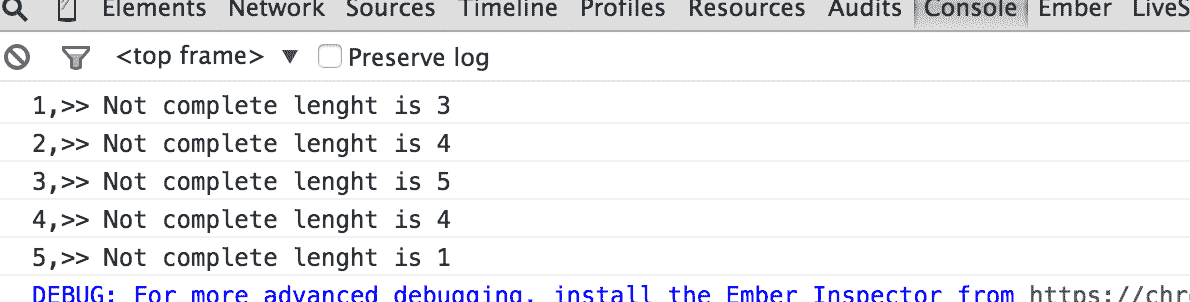 Elements Network Sources Timeline Profiles Resources Audits Console Ember LiveS
<top frame> ▼ Preserve log
1,>> Not complete lenght is 3
2,>> Not complete lenght is 4
3,>> Not complete lenght is 5
4,>> Not complete lenght is 4
5,>> Not complete lenght is 1
DEBUG: For more advanced debugging, install the Ember Inspector from https://chr